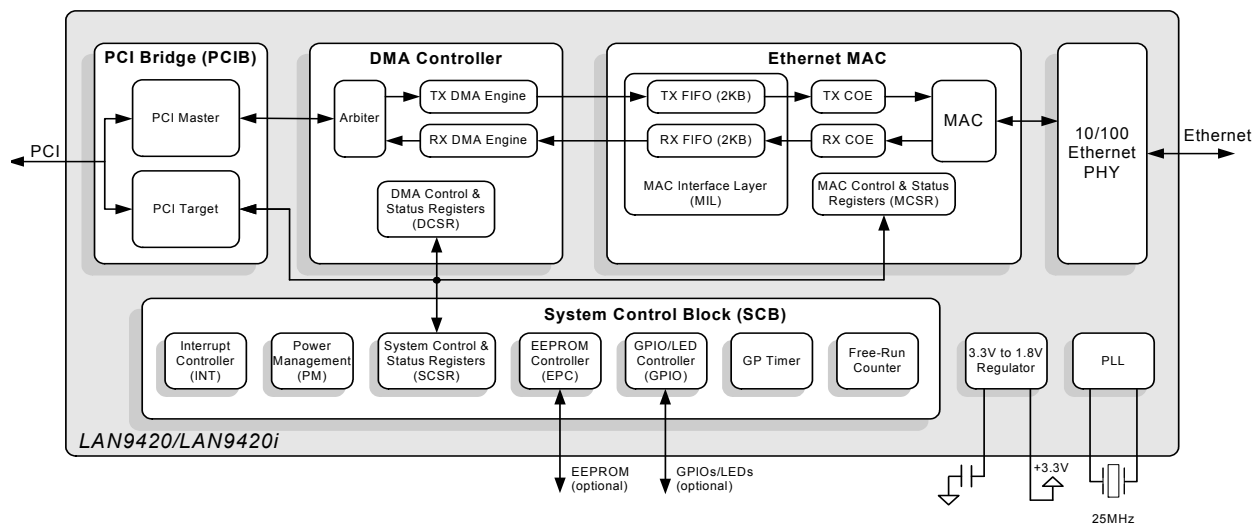 PCI Bridge (PCIB)
PCI Master
PCI Target
PCI
DMA Controller
Arbiter
TX DMA Engine
RX DMA Engine
DMA Control &
Status Registers
(DCSR)
Ethernet MAC
TX FIFO (2KB)
RX FIFO (2KB)
MAC Interface Layer
(MIL)
TX COE
RX COE
MAC
MAC Control & Status
Registers (MCSR)
10/100
Ethernet
PHY
Ethernet
System Control Block (SCB)
Interrupt
Controller
(INT)
Power
Management
(PM)
System Control &
Status Registers
(SCSR)
EEPROM
Controller
(EPC)
GPIO/LED
Controller
(GPIO)
GP Timer
Free-Run
Counter
3.3V to 1.8V
Regulator
PLL
LAN9420/LAN9420i
EEPROM
(optional)
GPIOs/LEDs
(optional)
+3.3V
25MHz